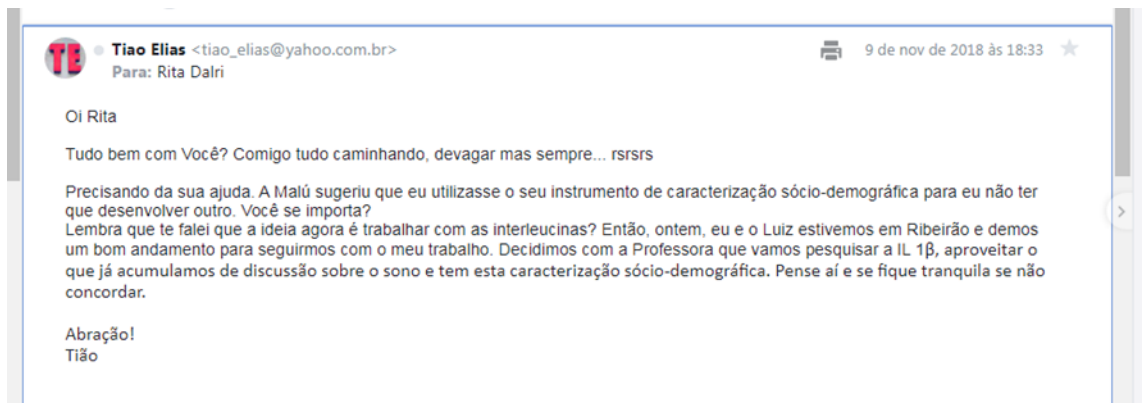 TE
Tiao Elias <tiao_elias@yahoo.com.br>
9 de nov de 2018 às 18:33
Para: Rita Dalri
Oi Rita
Tudo bem com Você? Comigo tudo caminhando, devagar mas sempre... rsrsrs
Precisando da sua ajuda. A Malú sugeriu que eu utilizasse o seu instrumento de caracterização sócio-demográfica para eu não ter
que desenvolver outro. Você se importa?
Lembra que te falei que a ideia agora é trabalhar com as interleucinas? Então, ontem, eu e o Luiz estivemos em Ribeirão e demos
um bom andamento para seguirmos com o meu trabalho. Decidimos com a Professora que vamos pesquisar a IL 1β, aproveitar o
que já acumulamos de discussão sobre o sono e tem esta caracterização sócio-demográfica. Pense aí e se fique tranquila se não
concordar.
Abração!
Tião